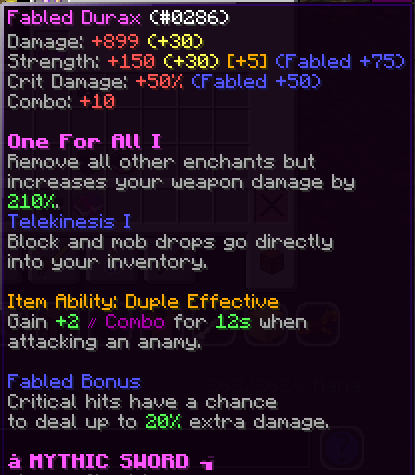 Fabled Durax (#0286)
Damage: +899 (+30)
Strength: +150 (+30) [+5] (Fabled +75)
Crit Damage: +50% (Fabled +50)
Combo: +10
One For All I
Remove all other enchants but
increases your weapon damage by
210%.
Telekinesis I
Block and mob drops go directly
into your inventory.
Item Ability: Duple Effective
Gain +2 ⫽ Combo for 12s when
attacking an anamy.
Fabled Bonus
Critical hits have a chance
to deal up to 20% extra damage.
à MYTHIC SWORD ¬